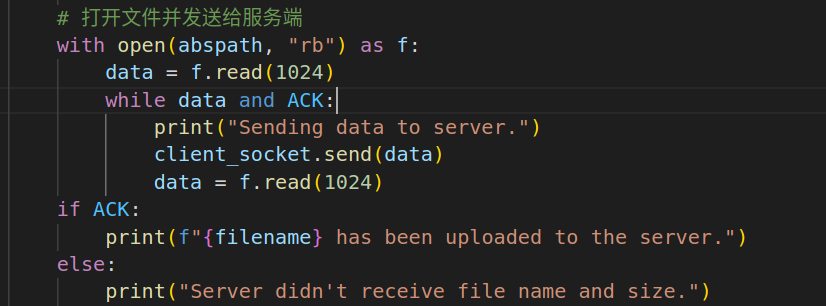 # 打开文件并发送给服务端
with open(abspath, "rb") as f:
    data = f.read(1024)
    while data and ACK:
        print("Sending data to server.")
        client_socket.send(data)
        data = f.read(1024)
if ACK:
    print(f"{filename} has been uploaded to the server.")
else:
    print("Server didn't receive file name and size.")